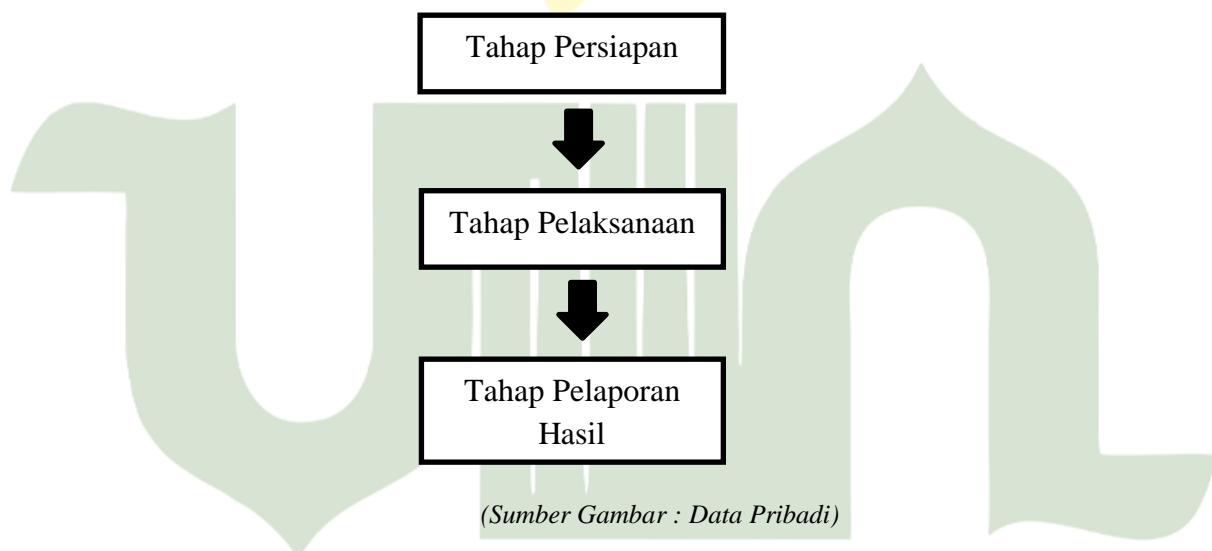 Tahap Persiapan
Tahap Pelaksanaan
Tahap Pelaporan
Hasil
(Sumber Gambar : Data Pribadi)